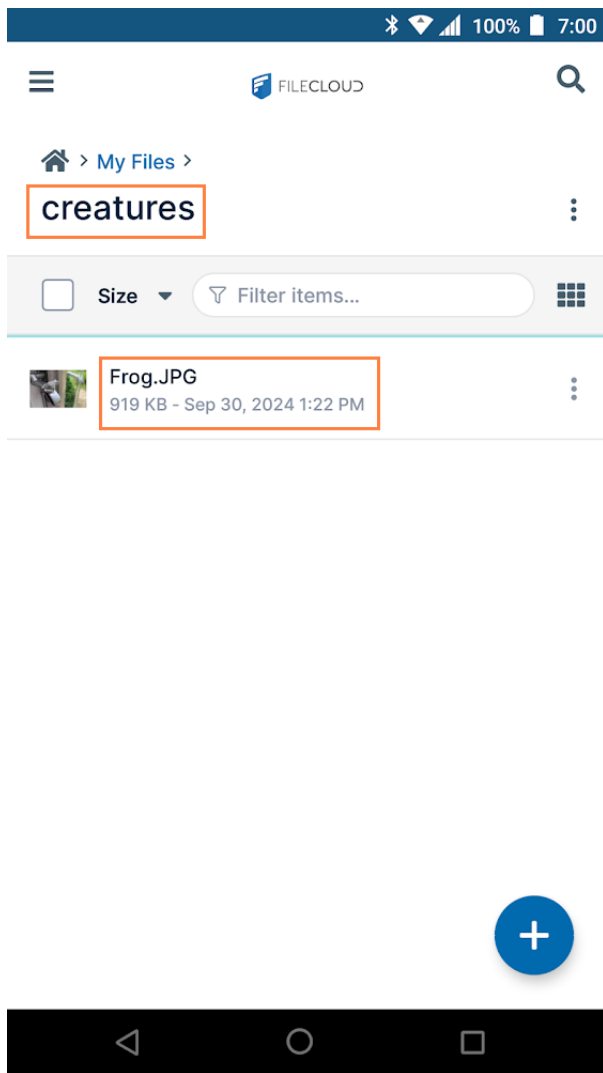 100% 7:00
FILECLOUD
> My Files >
creatures
Size Filter items...
Frog.JPG
919 KB - Sep 30, 2024 1:22 PM